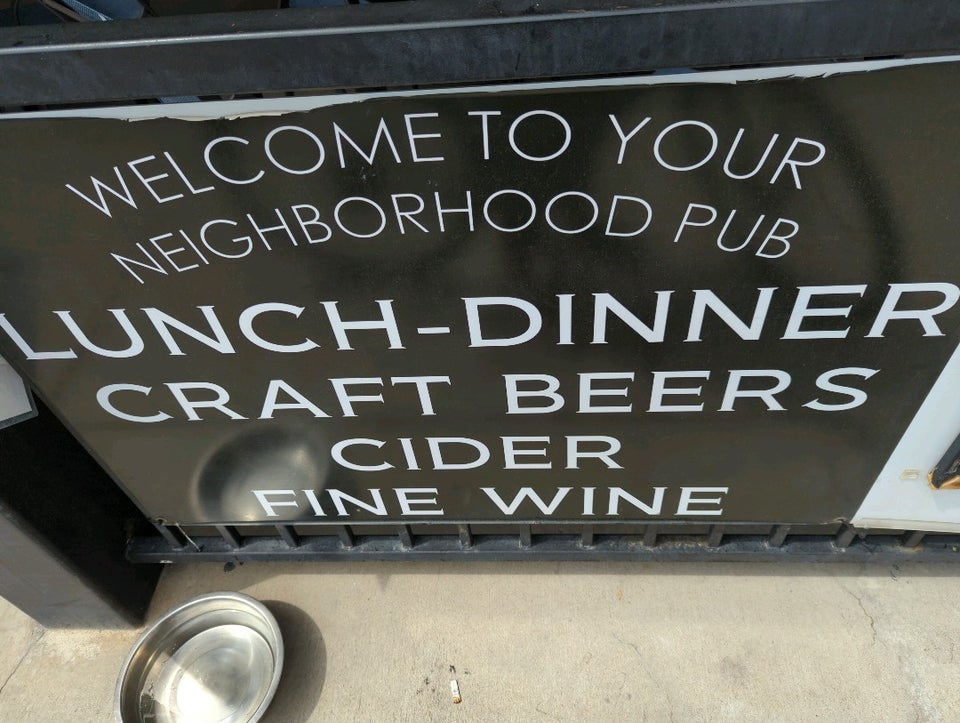 WELCOME TO YOUR
NEIGHBORHOOD PUB
LUNCH-DINNER
CRAFT BEERS
CIDER
FINE WINE